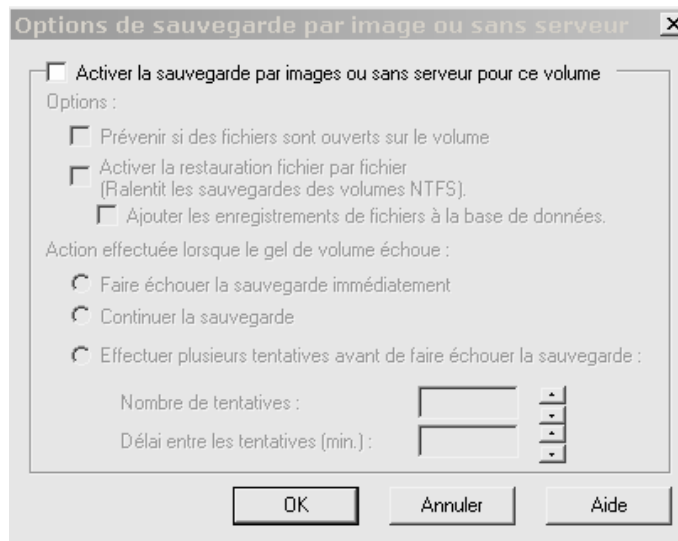 Options de sauvegarde par image ou sans serveur
Activer la sauvegarde par images ou sans serveur pour ce volume
Options :
Prévenir si des fichiers sont ouverts sur le volume
Activer la restauration fichier par fichier
(Ralentit les sauvegardes des volumes NTFS).
Ajouter les enregistrements de fichiers à la base de données.
Action effectuée lorsque le gel de volume échoue :
Faire échouer la sauvegarde immédiatement
Continuer la sauvegarde
Effectuer plusieurs tentatives avant de faire échouer la sauvegarde :
Nombre de tentatives :
Délai entre les tentatives (min.) :
OK Annuler Aide